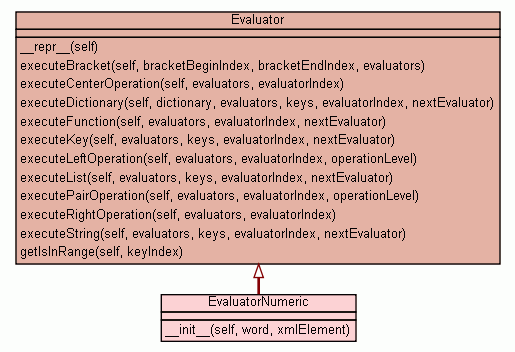 Evaluator
__repr__(self)
executeBracket(self, bracketBeginIndex, bracketEndIndex, evaluators)
executeCenterOperation(self, evaluators, evaluatorIndex)
executeDictionary(self, dictionary, evaluators, keys, evaluatorIndex, nextEvaluator)
executeFunction(self, evaluators, evaluatorIndex, nextEvaluator)
executeKey(self, evaluators, keys, evaluatorIndex, nextEvaluator)
executeLeftOperation(self, evaluators, evaluatorIndex, operationLevel)
executeList(self, evaluators, keys, evaluatorIndex, nextEvaluator)
executePairOperation(self, evaluators, evaluatorIndex, operationLevel)
executeRightOperation(self, evaluators, evaluatorIndex)
executeString(self, evaluators, keys, evaluatorIndex, nextEvaluator)
getIsInRange(self, keyIndex)
EvaluatorNumeric
__init__(self, word, xmlElement)